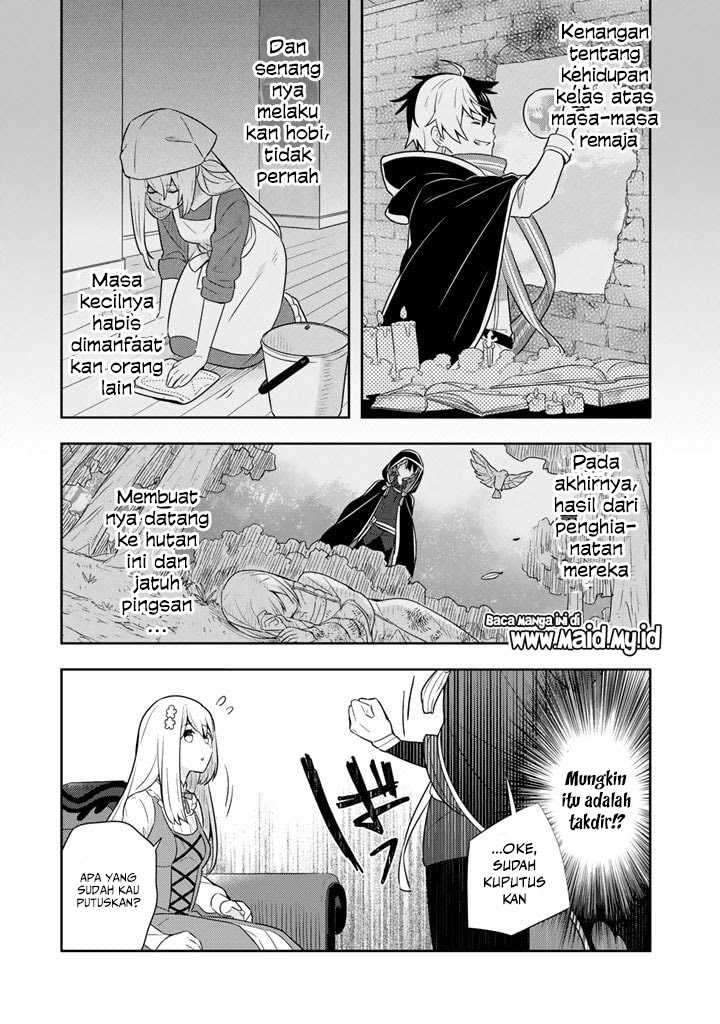 Kenangan
tentang
kehidupan
kelas atas
masa-masa
remaja
Dan
senang
nya
melaku
kan hobi,
tidak
pernah
Masa
kecilnya
habis
dimanfaat
kan orang
lain
Pada
akhirnya,
hasil dari
penghia-
natan
mereka
Membuat
nya datang
ke hutan
ini dan
jatuh
pingsan
...
Baca Manga ini di
www.Maid.My.id
Mungkin
itu adalah
takdir!?
...OKE,
SUDAH
KUPUTUS
KAN
APA YANG
SUDAH KAU
PUTUSKAN?